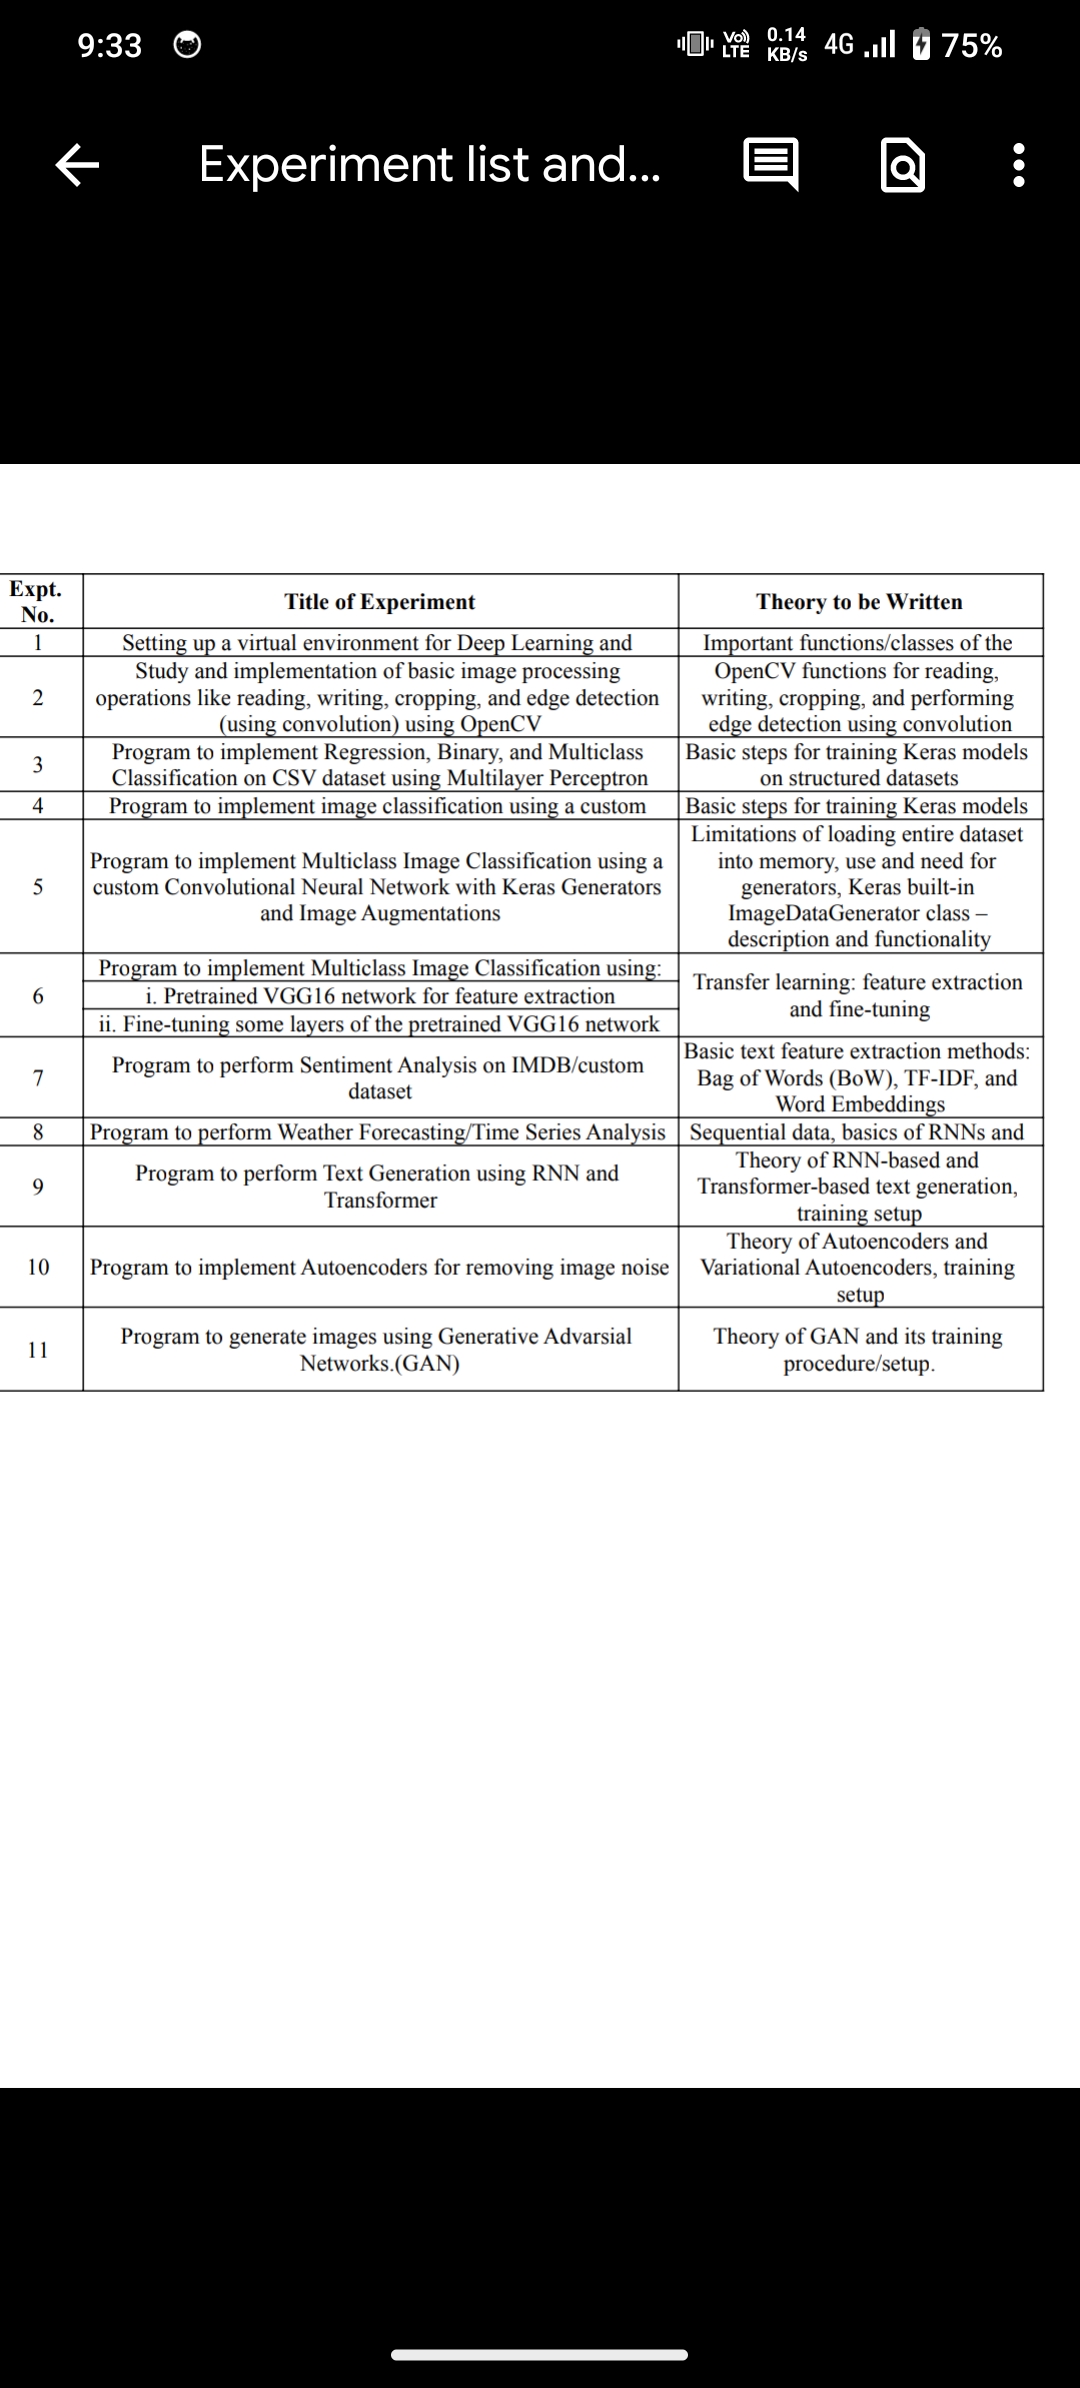 9:33
Vo)) LTE
0.14 KB/s
4G
75%
Experiment list and...
Expt. No.
Title of Experiment
Theory to be Written
1
Setting up a virtual environment for Deep Learning and
Important functions/classes of the
2
Study and implementation of basic image processing
operations like reading, writing, cropping, and edge detection
(using convolution) using OpenCV
OpenCV functions for reading,
writing, cropping, and performing
edge detection using convolution
3
Program to implement Regression, Binary, and Multiclass
Classification on CSV dataset using Multilayer Perceptron
Basic steps for training Keras models
on structured datasets
4
Program to implement image classification using a custom
Basic steps for training Keras models
5
Program to implement Multiclass Image Classification using a
custom Convolutional Neural Network with Keras Generators
and Image Augmentations
Limitations of loading entire dataset
into memory, use and need for
generators, Keras built-in
ImageDataGenerator class –
description and functionality
6
Program to implement Multiclass Image Classification using:
i. Pretrained VGG16 network for feature extraction
ii. Fine-tuning some layers of the pretrained VGG16 network
Transfer learning: feature extraction
and fine-tuning
7
Program to perform Sentiment Analysis on IMDB/custom
dataset
Basic text feature extraction methods:
Bag of Words (BoW), TF-IDF, and
Word Embeddings
8
Program to perform Weather Forecasting/Time Series Analysis
Sequential data, basics of RNNs and
9
Program to perform Text Generation using RNN and
Transformer
Theory of RNN-based and
Transformer-based text generation,
training setup
10
Program to implement Autoencoders for removing image noise
Theory of Autoencoders and
Variational Autoencoders, training
setup
11
Program to generate images using Generative Advarsial
Networks.(GAN)
Theory of GAN and its training
procedure/setup.